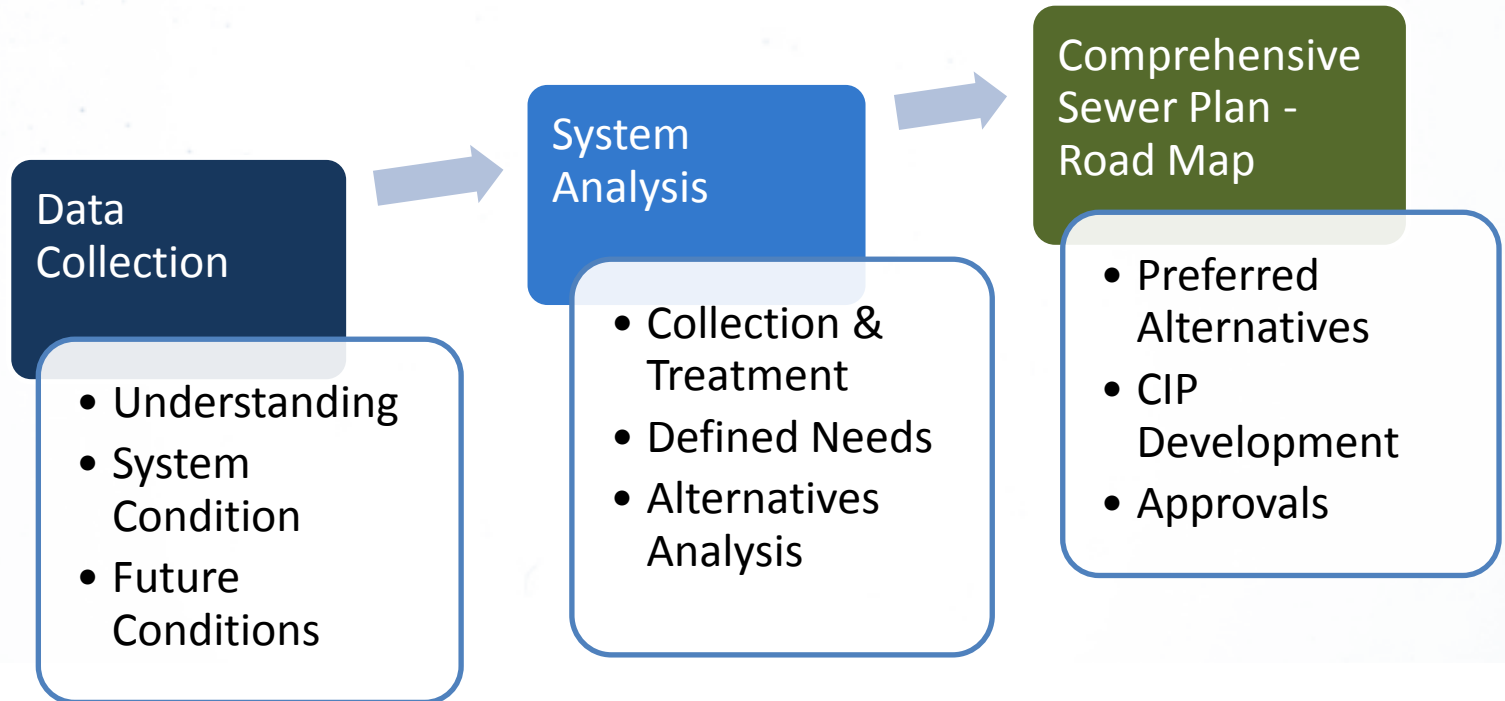 Data
Collection
• Understanding
• System
Condition
• Future
Conditions
System
Analysis
• Collection &
Treatment
• Defined Needs
• Alternatives
Analysis
Comprehensive
Sewer Plan -
Road Map
• Preferred
Alternatives
• CIP
Development
• Approvals